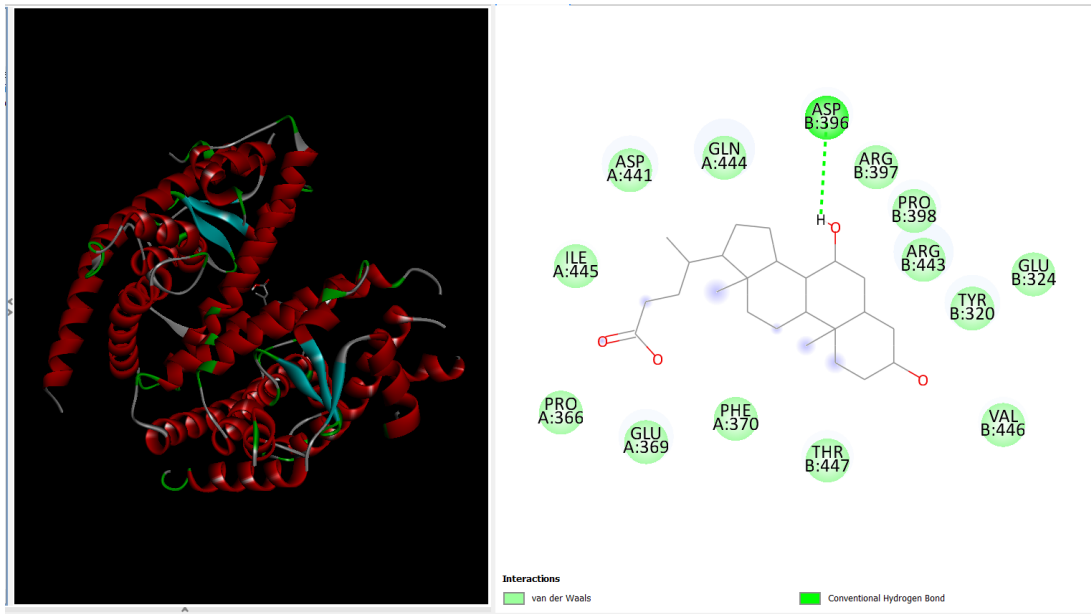 ASP
B:396
ASP
A:441
GLN
A:444
ARG
B:397
PRO
B:398
ILE
A:445
ARG
B:443
GLU
B:324
TYR
B:320
H
O
O
O
O
PRO
A:366
GLU
A:369
PHE
A:370
THR
B:447
VAL
B:446
Interactions
van der Waals
Conventional Hydrogen Bond